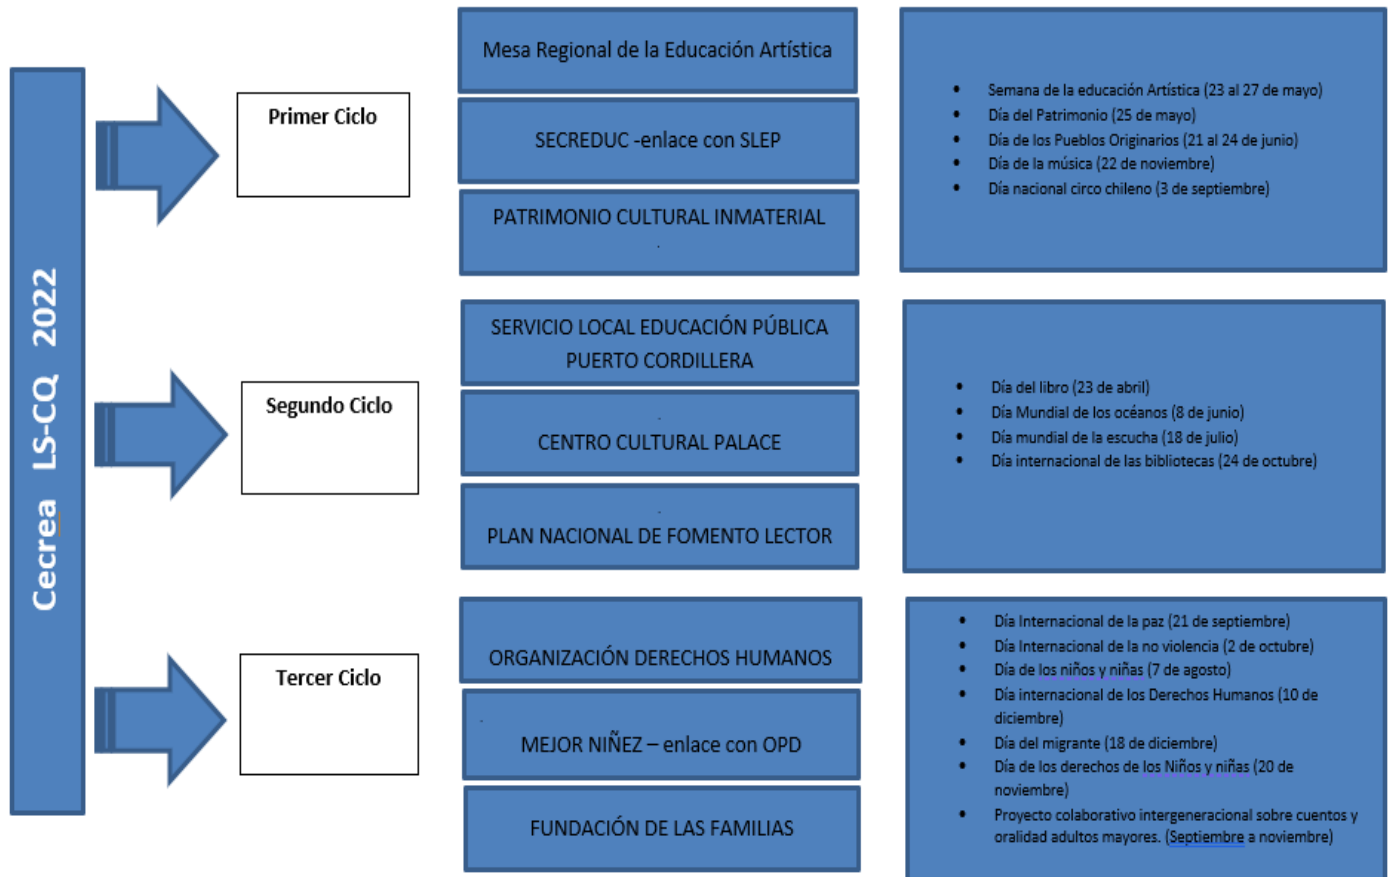 Cecrea LS-CQ 2022
Primer Ciclo
Mesa Regional de la Educación Artística
SECREDUC -enlace con SLEP
PATRIMONIO CULTURAL INMATERIAL
.
• Semana de la educación Artística (23 al 27 de mayo)
• Día del Patrimonio (25 de mayo)
• Día de los Pueblos Originarios (21 al 24 de junio)
• Día de la música (22 de noviembre)
• Día nacional circo chileno (3 de septiembre)
Segundo Ciclo
SERVICIO LOCAL EDUCACIÓN PÚBLICA
PUERTO CORDILLERA
.
CENTRO CULTURAL PALACE
.
PLAN NACIONAL DE FOMENTO LECTOR
• Día del libro (23 de abril)
• Día Mundial de los océanos (8 de junio)
• Día mundial de la escucha (18 de julio)
• Día internacional de las bibliotecas (24 de octubre)
Tercer Ciclo
ORGANIZACIÓN DERECHOS HUMANOS
.
MEJOR NIÑEZ – enlace con OPD
FUNDACIÓN DE LAS FAMILIAS
• Día Internacional de la paz (21 de septiembre)
• Día Internacional de la no violencia (2 de octubre)
• Día de los niños y niñas (7 de agosto)
• Día internacional de los Derechos Humanos (10 de
diciembre)
• Día del migrante (18 de diciembre)
• Día de los derechos de los Niños y niñas (20 de
noviembre)
• Proyecto colaborativo intergeneracional sobre cuentos y
oralidad adultos mayores. (Septiembre a noviembre)